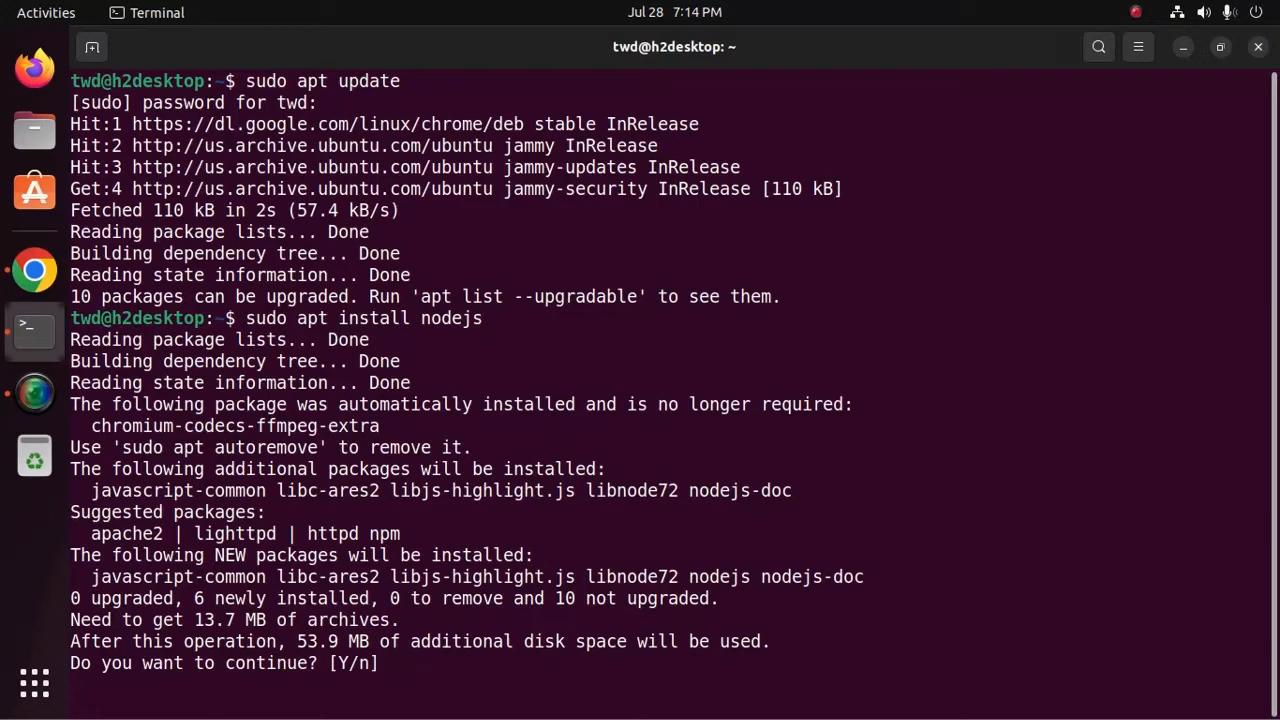 Activities
Terminal
Jul 28 7:14 PM
twd@h2desktop: ~
twd@h2desktop:~$ sudo apt update
[sudo] password for twd:
Hit:1 https://dl.google.com/linux/chrome/deb stable InRelease
Hit:2 http://us.archive.ubuntu.com/ubuntu jammy InRelease
Hit:3 http://us.archive.ubuntu.com/ubuntu jammy-updates InRelease
Get:4 http://us.archive.ubuntu.com/ubuntu jammy-security InRelease [110 kB]
Fetched 110 kB in 2s (57.4 kB/s)
Reading package lists... Done
Building dependency tree... Done
Reading state information... Done
10 packages can be upgraded. Run 'apt list --upgradable' to see them.
twd@h2desktop:~$ sudo apt install nodejs
Reading package lists... Done
Building dependency tree... Done
Reading state information... Done
The following package was automatically installed and is no longer required:
  chromium-codecs-ffmpeg-extra
Use 'sudo apt autoremove' to remove it.
The following additional packages will be installed:
  javascript-common libc-ares2 libjs-highlight.js libnode72 nodejs-doc
Suggested packages:
  apache2 | lighttpd | httpd npm
The following NEW packages will be installed:
  javascript-common libc-ares2 libjs-highlight.js libnode72 nodejs nodejs-doc
0 upgraded, 6 newly installed, 0 to remove and 10 not upgraded.
Need to get 13.7 MB of archives.
After this operation, 53.9 MB of additional disk space will be used.
Do you want to continue? [Y/n]